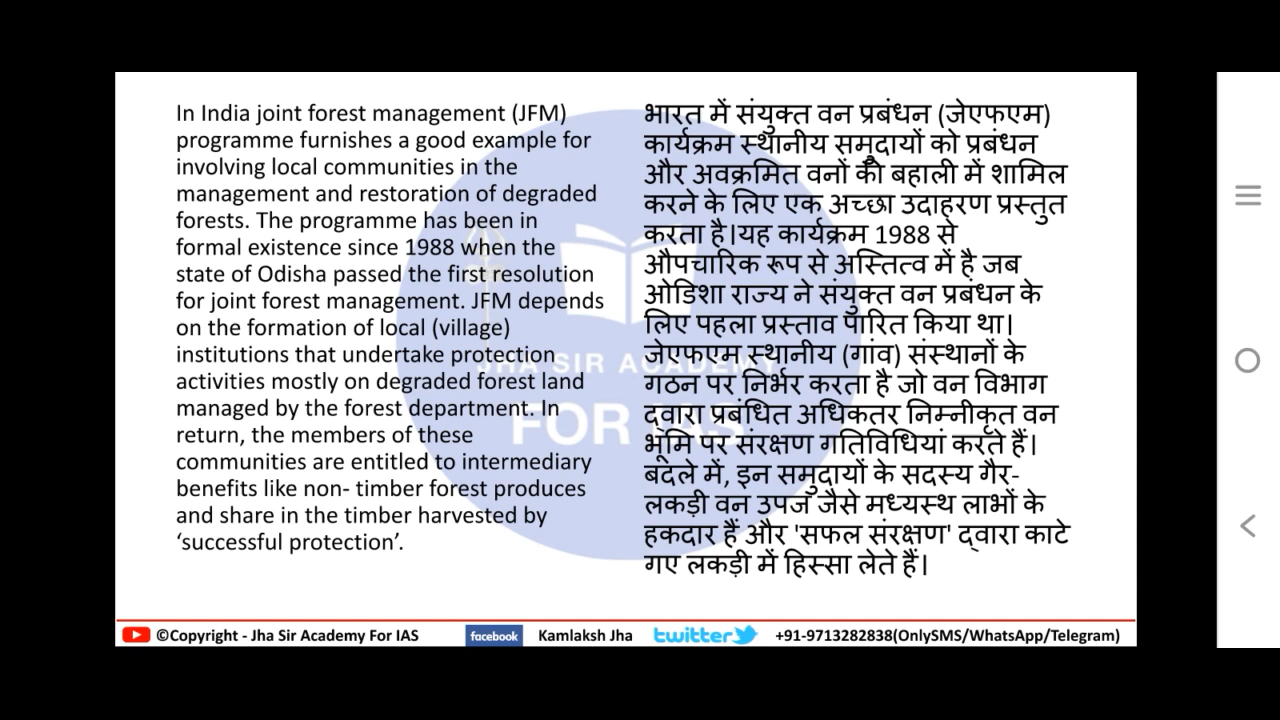 In India joint forest management (JFM)
programme furnishes a good example for
involving local communities in the
management and restoration of degraded
forests. The programme has been in
formal existence since 1988 when the
state of Odisha passed the first resolution
for joint forest management. JFM depends
on the formation of local (village)
institutions that undertake protection
activities mostly on degraded forest land
managed by the forest department. In
return, the members of these
communities are entitled to intermediary
benefits like non- timber forest produces
and share in the timber harvested by
‘successful protection’.
भारत में संयुक्त वन प्रबंधन (जेएफएम)
कार्यक्रम स्थानीय समुदायों को प्रबंधन
और अवक्रमित वनों की बहाली में शामिल
करने के लिए एक अच्छा उदाहरण प्रस्तुत
करता है।यह कार्यक्रम 1988 से
औपचारिक रूप से अस्तित्व में है जब
ओडिशा राज्य ने संयुक्त वन प्रबंधन के
लिए पहला प्रस्ताव पारित किया था।
जेएफएम स्थानीय (गांव) संस्थानों के
गठन पर निर्भर करता है जो वन विभाग
द्वारा प्रबंधित अधिकतर निम्नीकृत वन
भूमि पर संरक्षण गतिविधियां करते हैं।
बदले में, इन समुदायों के सदस्य गैर-
लकड़ी वन उपज जैसे मध्यस्थ लाभों के
हकदार हैं और 'सफल संरक्षण' द्वारा काटे
गए लकड़ी में हिस्सा लेते हैं।
JHA SIR ACADEMY
FOR IAS
©Copyright - Jha Sir Academy For IAS facebook Kamlaksh Jha twitter +91-9713282838(OnlySMS/WhatsApp/Telegram)